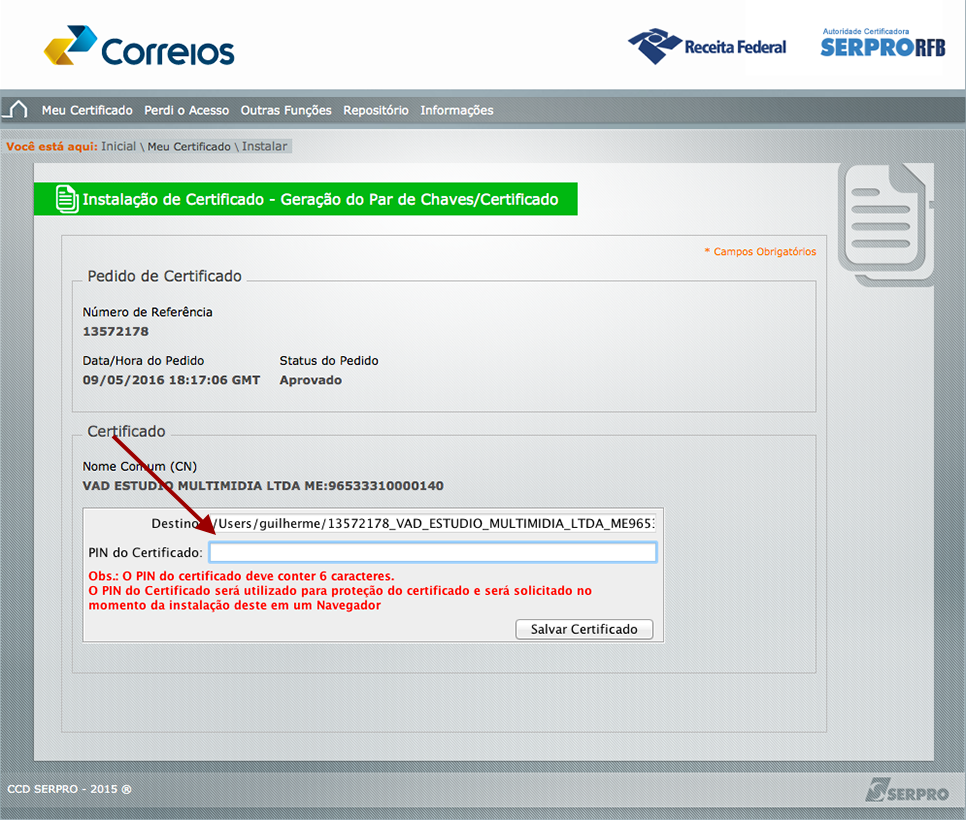 Correios
Receita Federal
Autoridade Certificadora
SERPRORFB
Meu Certificado Perdi o Acesso Outras Funções Repositório Informações
Você está aqui: Inicial \ Meu Certificado \ Instalar
Instalação de Certificado - Geração do Par de Chaves/Certificado
* Campos Obrigatórios
Pedido de Certificado
Número de Referência
13572178
Data/Hora do Pedido Status do Pedido
09/05/2016 18:17:06 GMT Aprovado
Certificado
Nome Comum (CN)
VAD ESTUDIO MULTIMIDIA LTDA ME:96533310000140
Destino /Users/guilherme/13572178_VAD_ESTUDIO_MULTIMIDIA_LTDA_ME9653
PIN do Certificado:
Obs.: O PIN do certificado deve conter 6 caracteres.
O PIN do Certificado será utilizado para proteção do certificado e será solicitado no
momento da instalação deste em um Navegador
Salvar Certificado
CCD SERPRO - 2015 ®
SERPRO